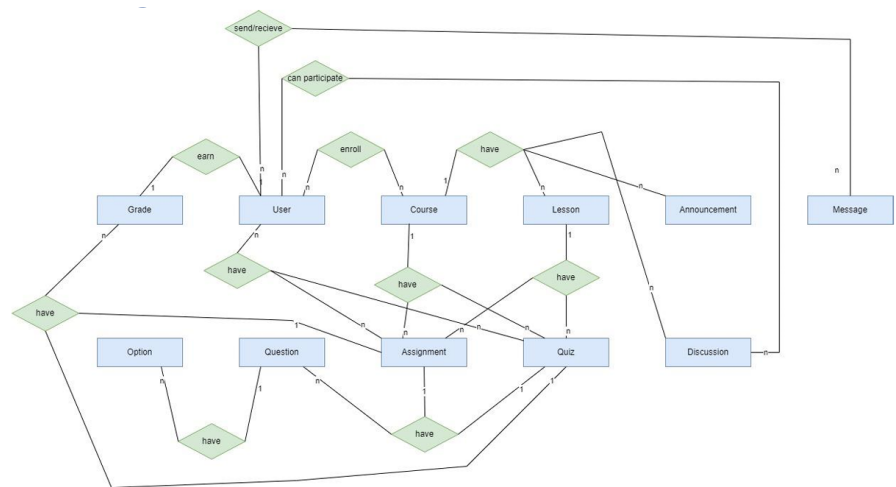 send/recieve
can participate
earn
enroll
have
n
1
n
1
n
n
n
1
n
n
n
Grade
User
Course
Lesson
Announcement
Message
n
n
1
1
have
have
have
n
have
1
n
n
n
n
n
n
Option
Question
Assignment
Quiz
Discussion
n
n
1
n
1
1
1
have
have